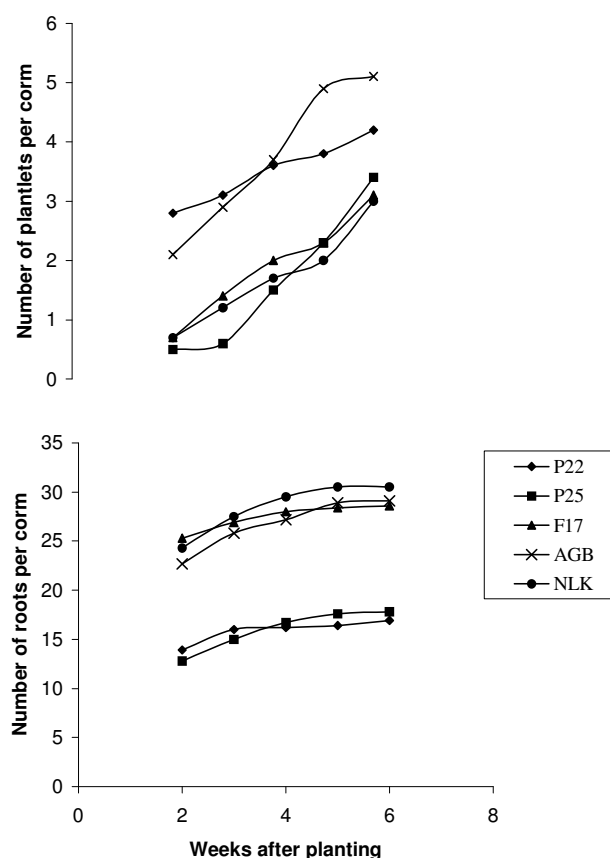 Number of plantlets per corm
6
5
4
3
2
1
0
Number of roots per corm
35
30
25
20
15
10
5
0
0 2 4 6 8
Weeks after planting
P22
P25
F17
AGB
NLK